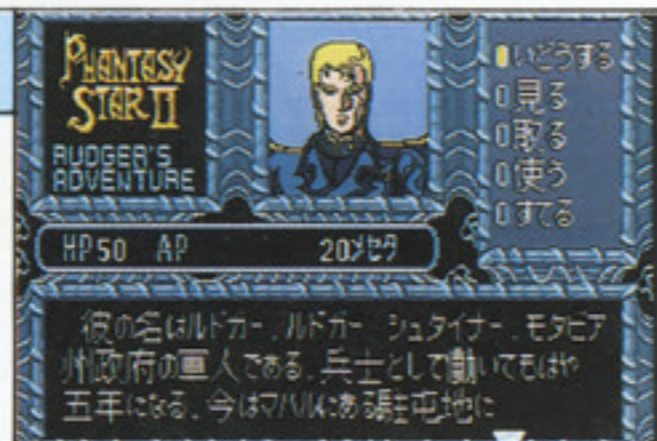 PHANTASY
STAR II
RUDGER'S
ADVENTURE
いどうする
見る
取る
使う
すてる
HP50 AP 20メセタ
彼の名はルドガー．ルドガー シュタイナー．モタビア
州政府の軍人である．兵士として働いてもはや
五年になる．今はマハルにある駐屯地に